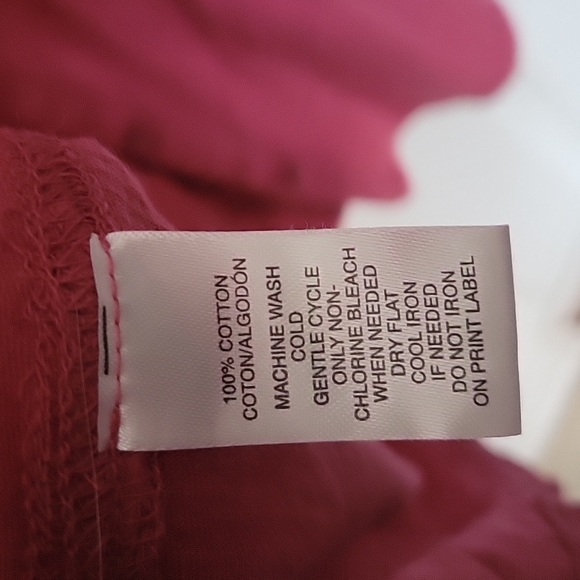 100% COTTON
COTON/ALGODÓN
MACHINE WASH
COLD
GENTLE CYCLE
ONLY NON-
CHLORINE BLEACH
WHEN NEEDED
DRY FLAT
COOL IRON
IF NEEDED
DO NOT IRON
ON PRINT LABEL